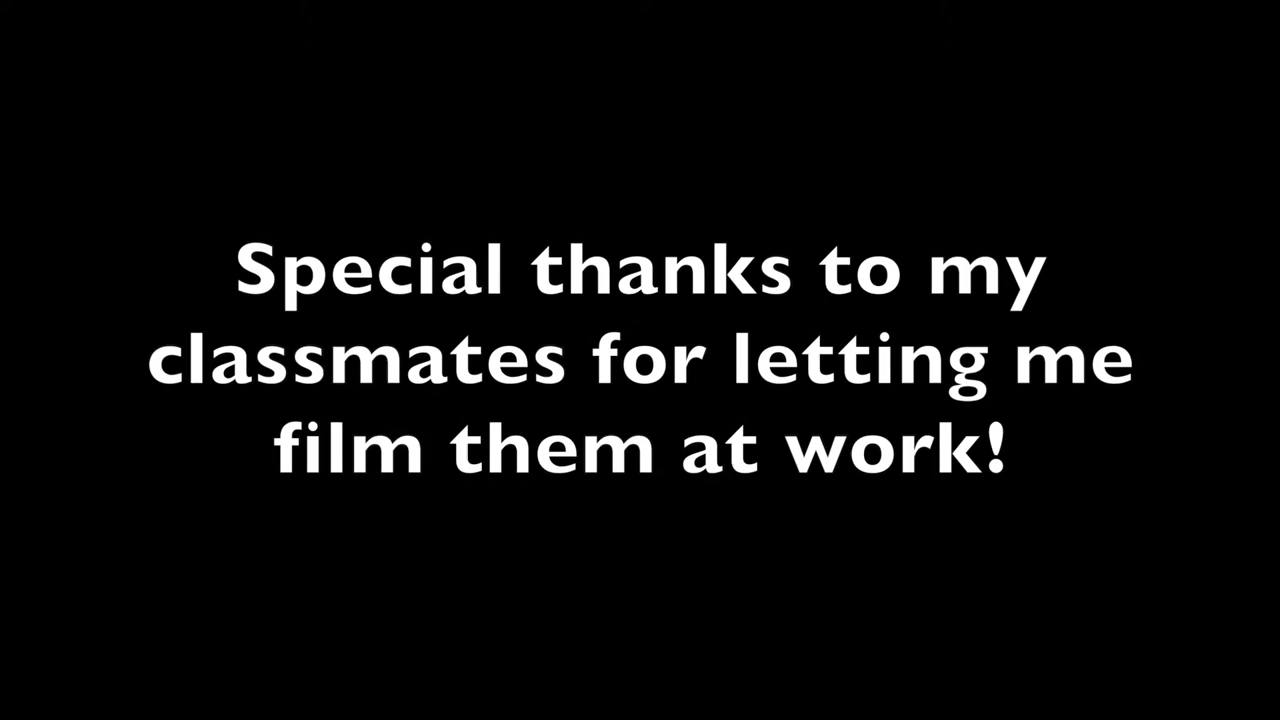 Special thanks to my
classmates for letting me
film them at work!